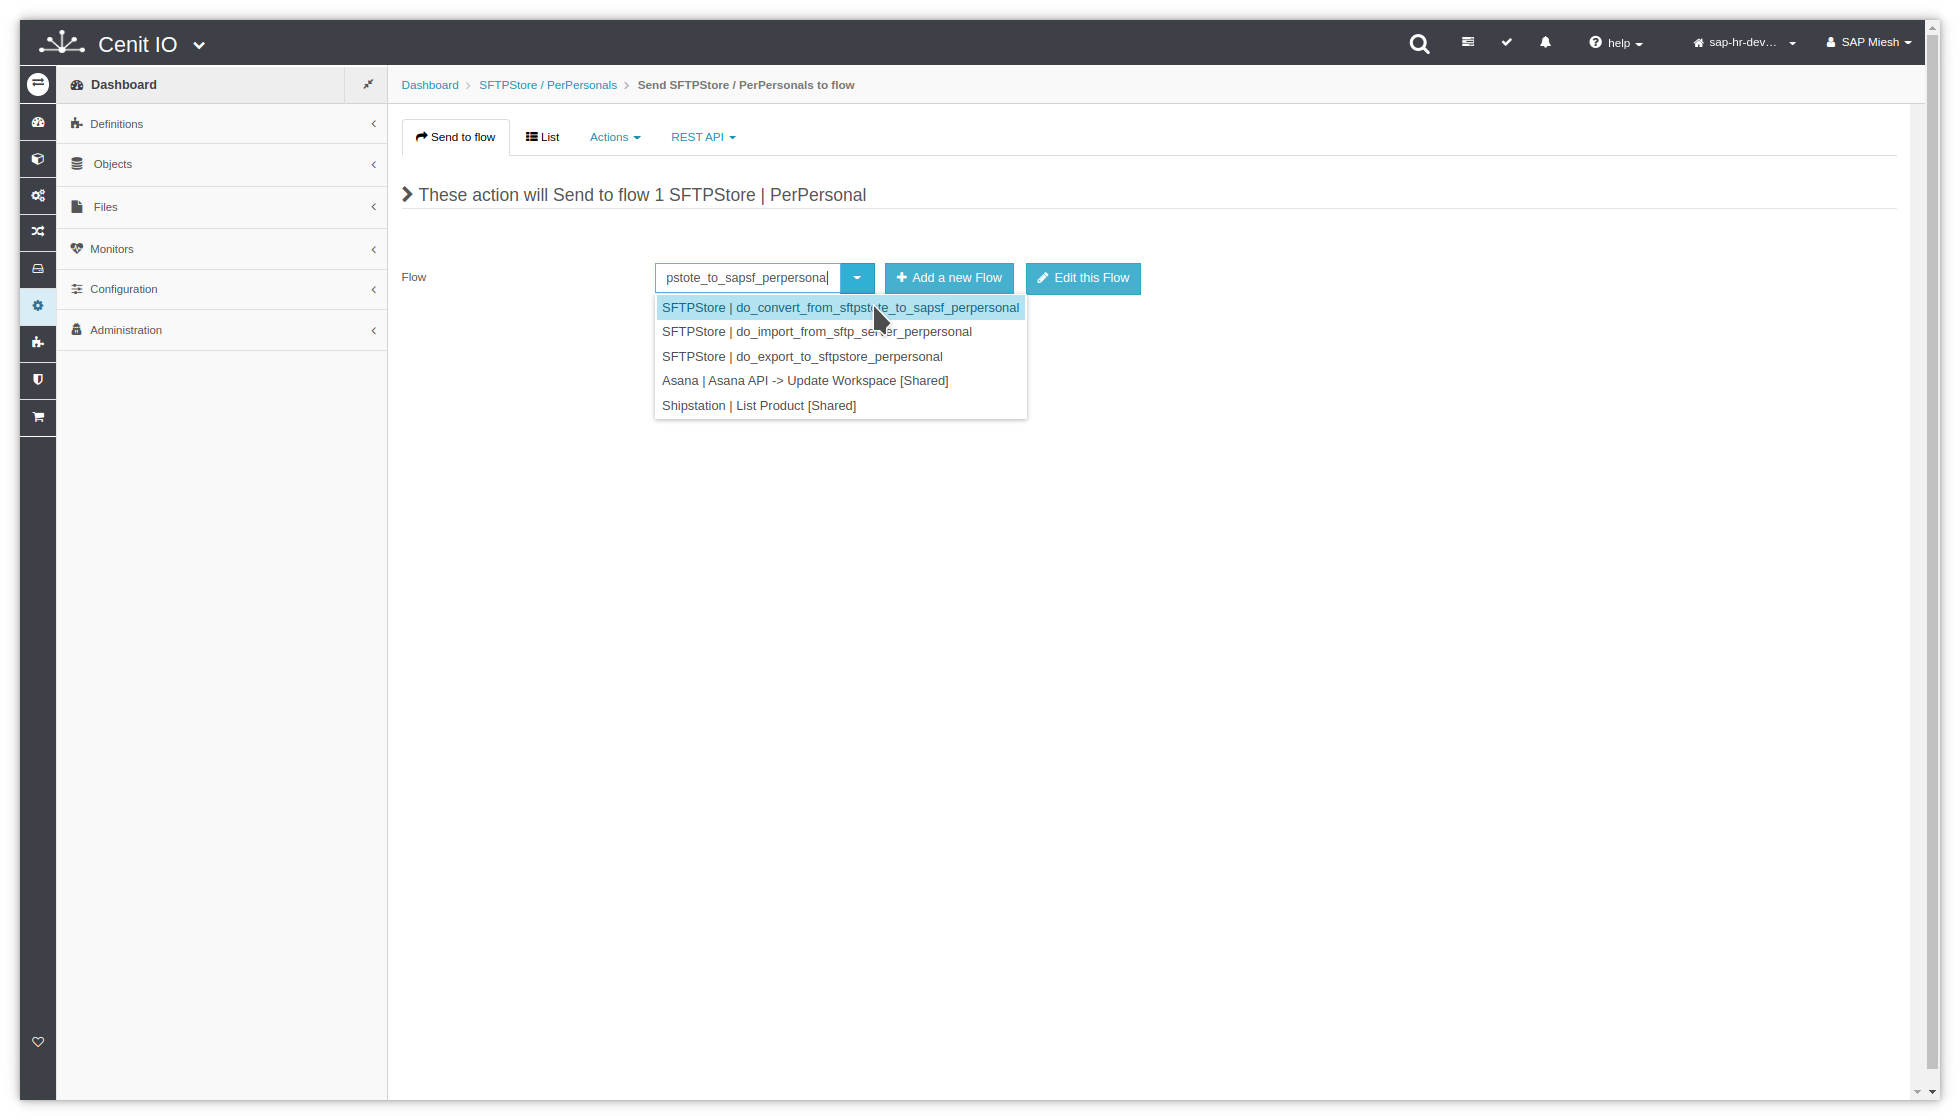 Cenit IO
help
sap-hr-dev...
SAP Miesh
Dashboard
Definitions
Objects
Files
Monitors
Configuration
Administration
Dashboard > SFTPStore / PerPersonals > Send SFTPStore / PerPersonals to flow
Send to flow
List
Actions
REST API
These action will Send to flow 1 SFTPStore | PerPersonal
Flow
pstote_to_sapsf_perpersonal
Add a new Flow
Edit this Flow
SFTPStore | do_convert_from_sftpstote_to_sapsf_perpersonal
SFTPStore | do_import_from_sftp_server_perpersonal
SFTPStore | do_export_to_sftpstore_perpersonal
Asana | Asana API -> Update Workspace [Shared]
Shipstation | List Product [Shared]